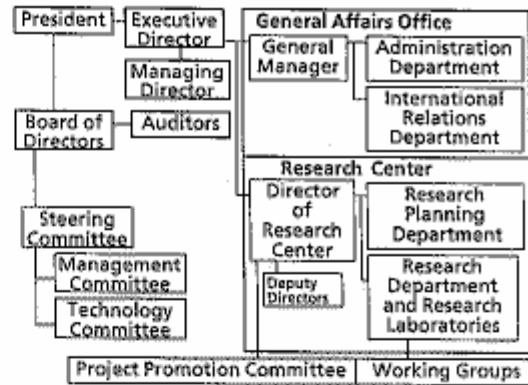 President
Executive
Director
Managing
Director
Board of
Directors
Auditors
Steering
Committee
Management
Committee
Technology
Committee
General Affairs Office
General
Manager
Administration
Department
International
Relations
Department
Research Center
Director
of
Research
Center
Deputy
Directors
Research
Planning
Department
Research
Department
and Research
Laboratories
Project Promotion Committee
Working Groups